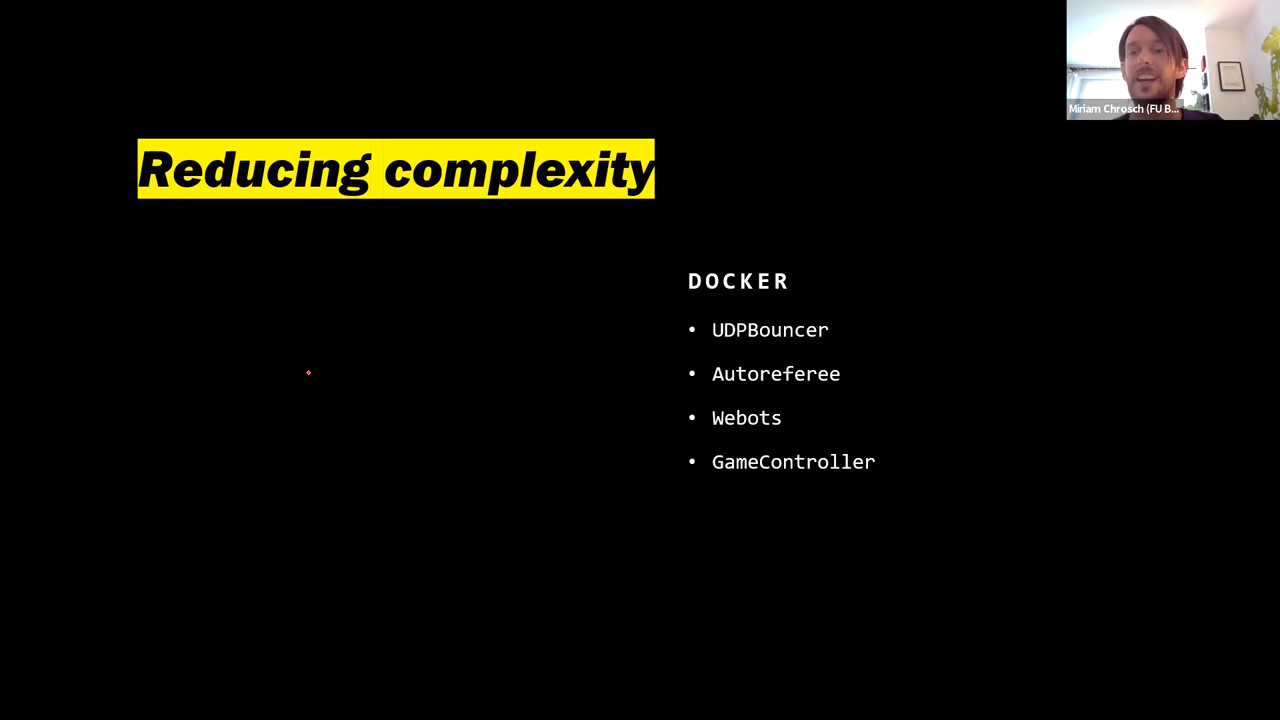 Miriam Chrosch (FU B...
Reducing complexity
DOCKER
• UDPBouncer
• Autoreferee
• Webots
• GameController